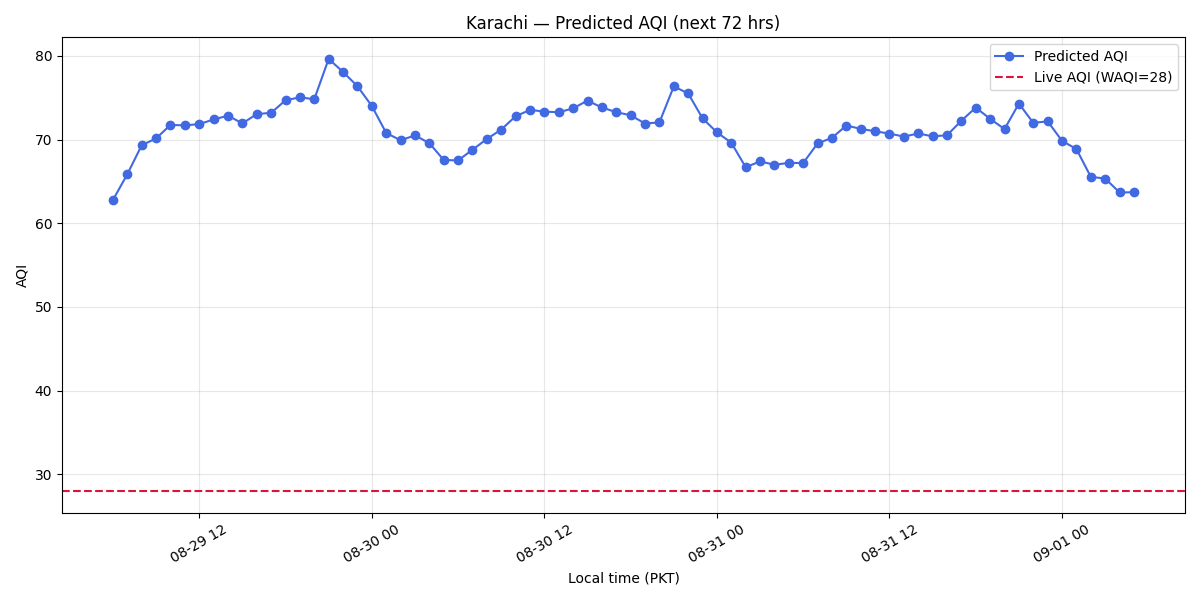 Karachi — Predicted AQI (next 72 hrs)
Predicted AQI
Live AQI (WAQI=28)
80
70
60
50
40
30
AQI
08-29 12
08-30 00
08-30 12
08-31 00
08-31 12
09-01 00
Local time (PKT)